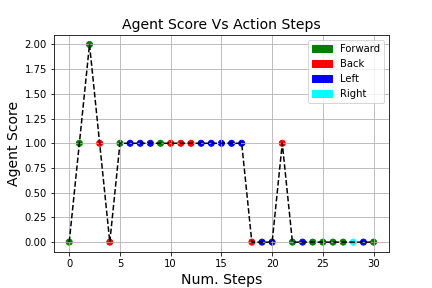 Agent Score Vs Action Steps
Agent Score
2.00
1.75
1.50
1.25
1.00
0.75
0.50
0.25
0.00
Forward
Back
Left
Right
0 5 10 15 20 25 30
Num. Steps